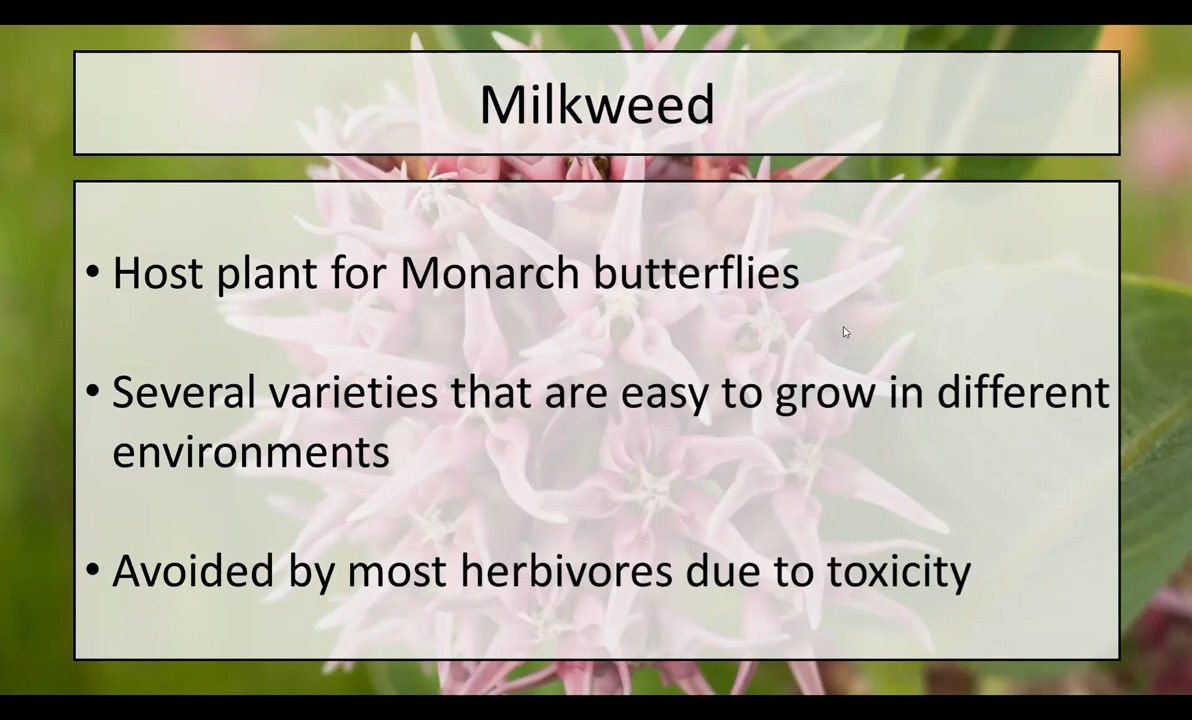 Milkweed
• Host plant for Monarch butterflies
• Several varieties that are easy to grow in different
environments
• Avoided by most herbivores due to toxicity